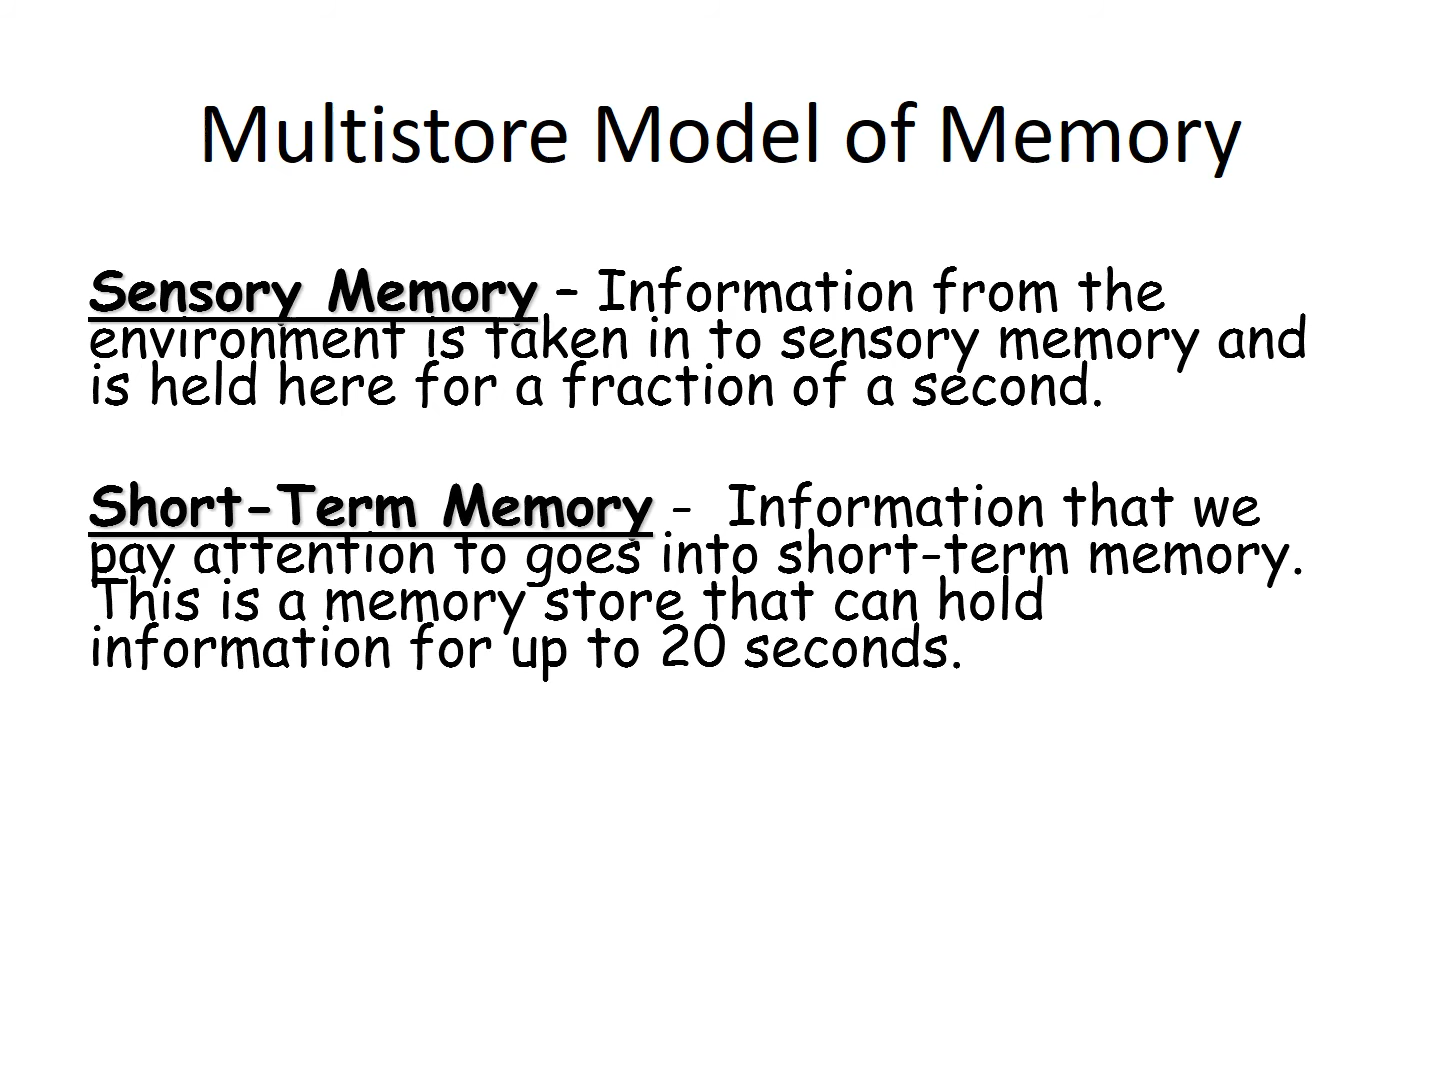 Multistore Model of Memory
Sensory Memory – Information from the
environment is taken in to sensory memory and
is held here for a fraction of a second.
Short-Term Memory -  Information that we
pay attention to goes into short-term memory.
This is a memory store that can hold
information for up to 20 seconds.